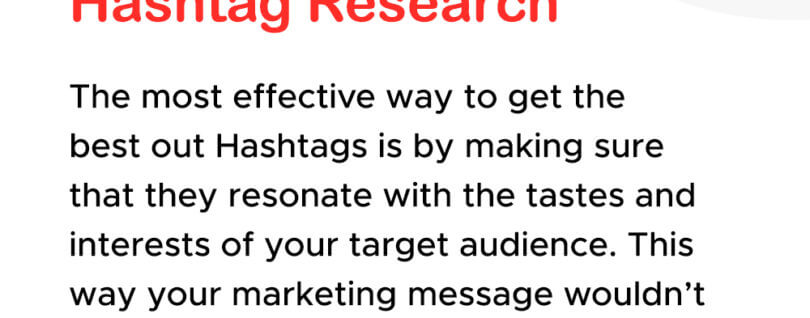 Hashtag Research
The most effective way to get the
best out Hashtags is by making sure
that they resonate with the tastes and
interests of your target audience. This
way your marketing message wouldn’t